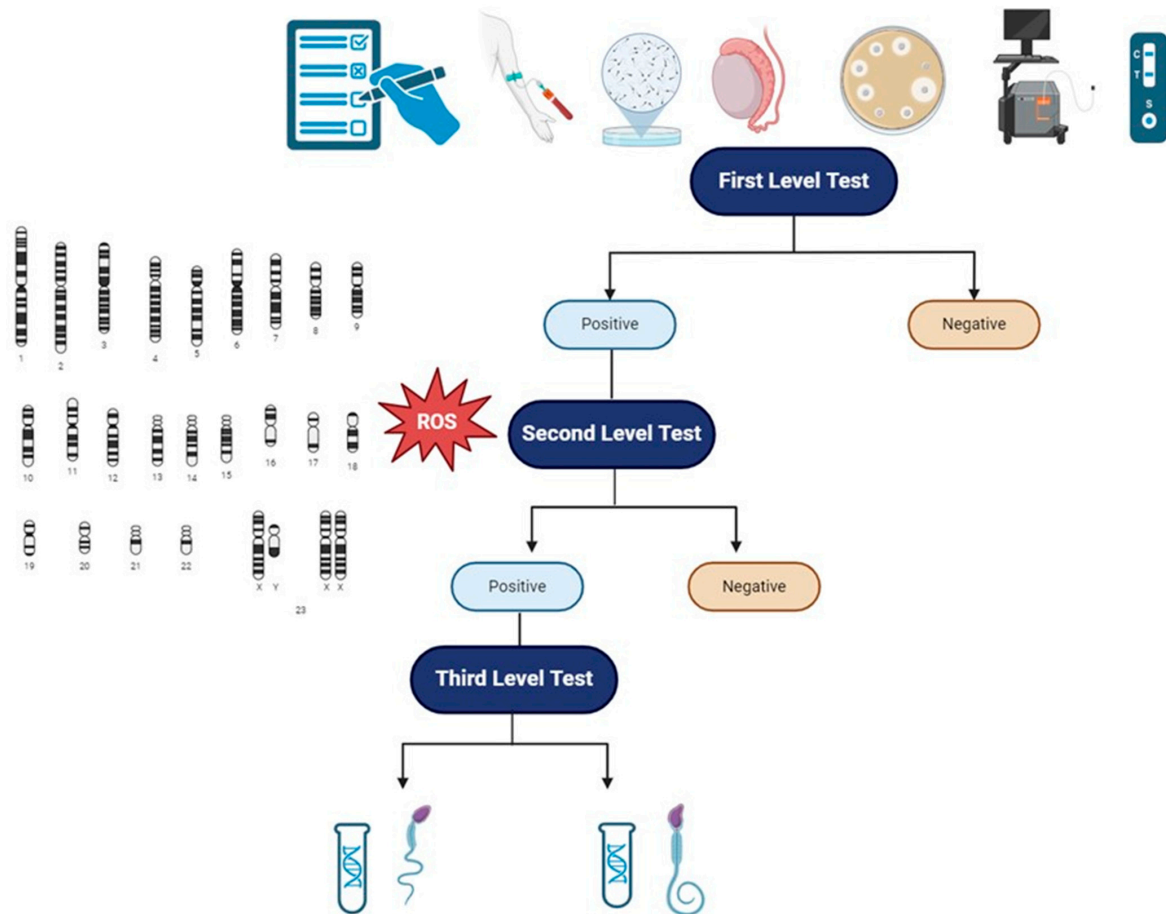 C
T
S
First Level Test
Positive
Negative
1
2
3
4
5
6
7
8
9
ROS
Second Level Test
10
11
12
13
14
15
16
17
18
19
20
21
22
X Y
X X
23
Positive
Negative
Third Level Test